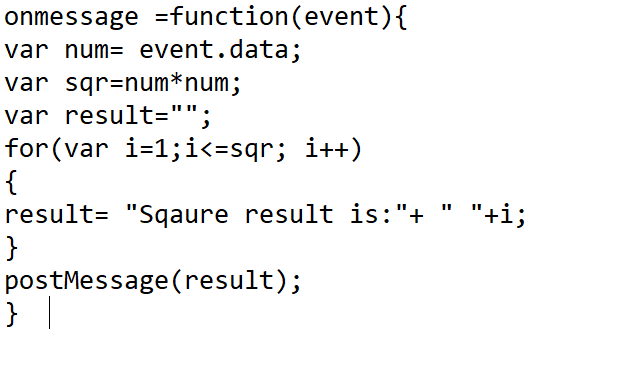 onmessage =function(event){
var num= event.data;
var sqr=num*num;
var result="";
for(var i=1;i<=sqr; i++)
{
result= "Sqaure result is:"+ " "+i;
}
postMessage(result);
}